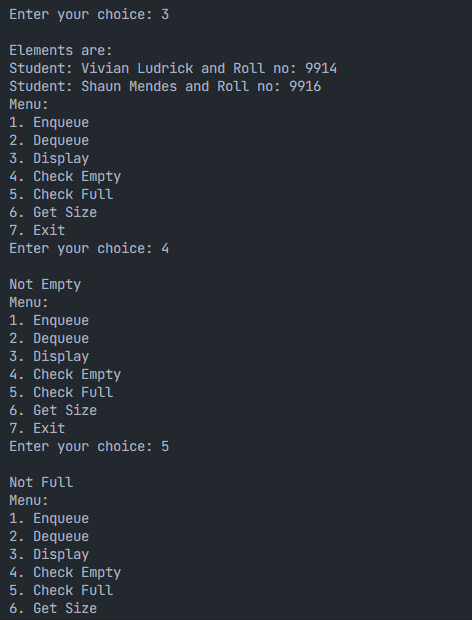 Enter your choice: 3
Elements are:
Student: Vivian Ludrick and Roll no: 9914
Student: Shaun Mendes and Roll no: 9916
Menu:
1. Enqueue
2. Dequeue
3. Display
4. Check Empty
5. Check Full
6. Get Size
7. Exit
Enter your choice: 4
Not Empty
Menu:
1. Enqueue
2. Dequeue
3. Display
4. Check Empty
5. Check Full
6. Get Size
7. Exit
Enter your choice: 5
Not Full
Menu:
1. Enqueue
2. Dequeue
3. Display
4. Check Empty
5. Check Full
6. Get Size